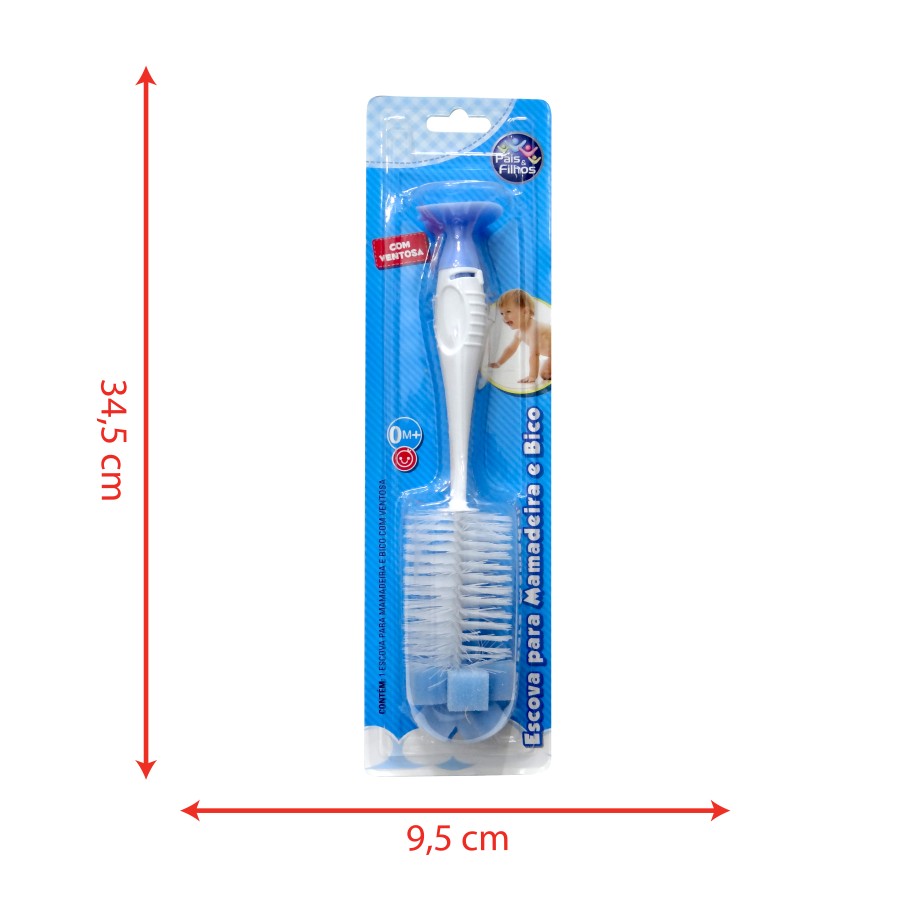 Pais &
Filhos
COM
VENTOSA
34,5 cm
0M+
Escova para Mamadeira e Bico
CONTÉM: 1 ESCOVA PARA MAMADEIRA E BICO COM VENTOSA
9,5 cm